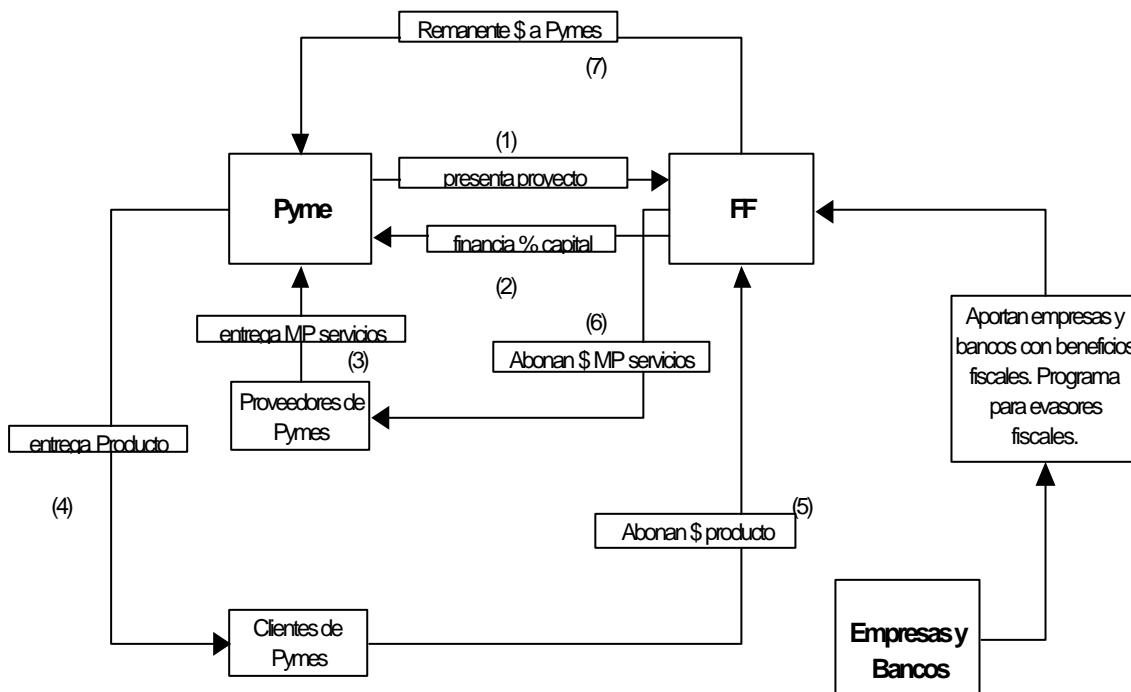 Remanente $ a Pymes
(7)
(1)
presenta proyecto
Pyme
FF
financia % capital
(2)
entrega MP servicios
(3)
(6)
Abonan $ MP servicios
Proveedores de
Pymes
Aportan empresas y
bancos con beneficios
fiscales. Programa
para evasores
fiscales.
entrega Producto
(4)
(5)
Abonan $ producto
Clientes de
Pymes
Empresas y
Bancos